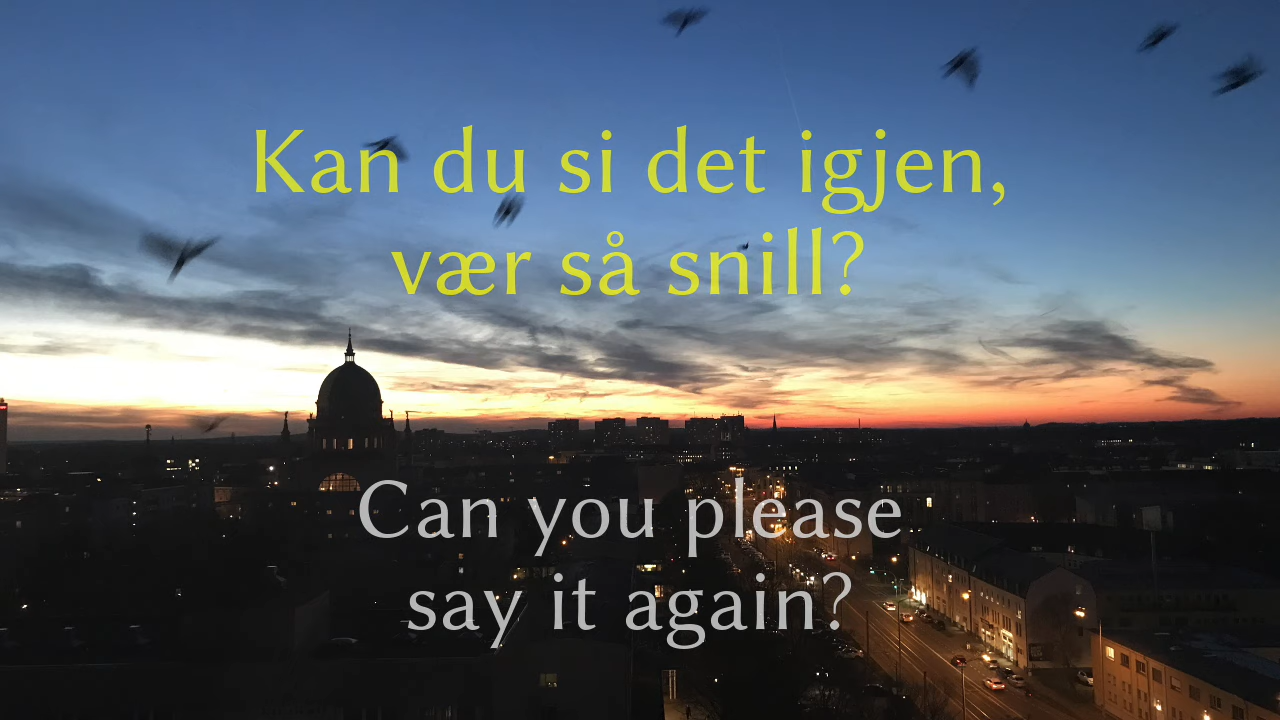 Kan du si det igjen,
vær så snill?
Can you please
say it again?